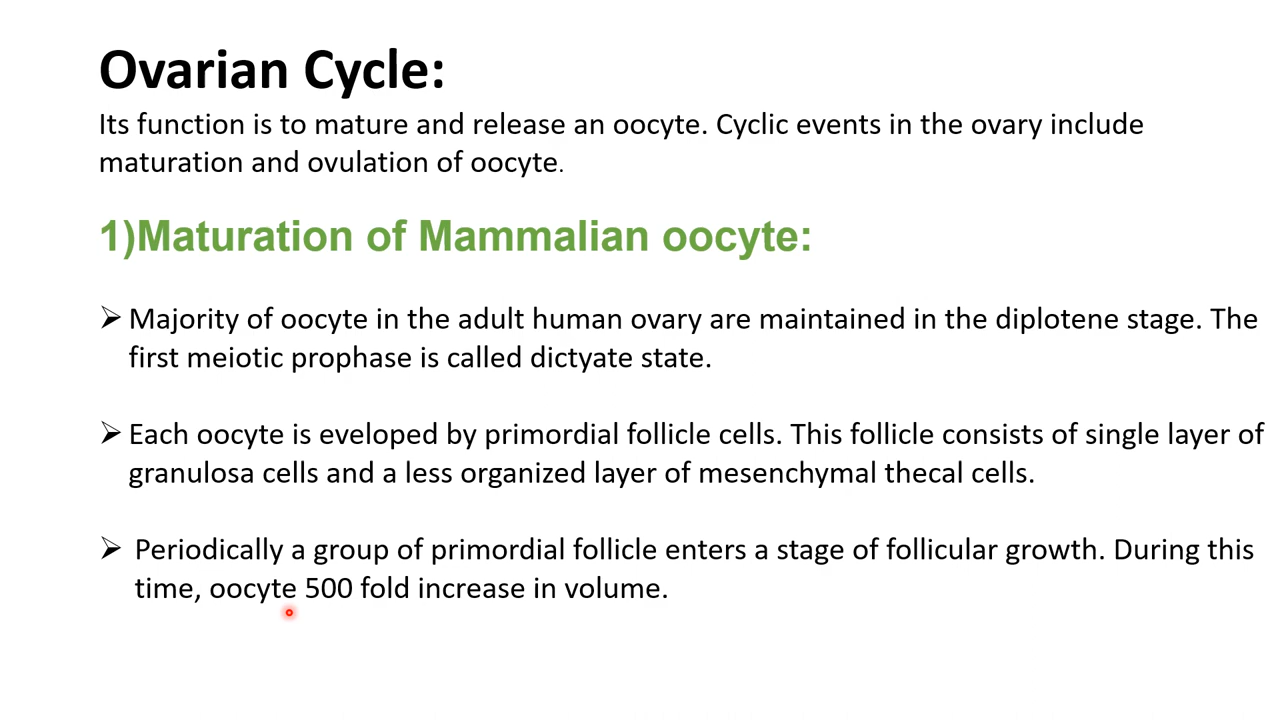 Ovarian Cycle:
Its function is to mature and release an oocyte. Cyclic events in the ovary include
maturation and ovulation of oocyte.
1)Maturation of Mammalian oocyte:
➢ Majority of oocyte in the adult human ovary are maintained in the diplotene stage. The
first meiotic prophase is called dictyate state.
➢ Each oocyte is eveloped by primordial follicle cells. This follicle consists of single layer of
granulosa cells and a less organized layer of mesenchymal thecal cells.
➢ Periodically a group of primordial follicle enters a stage of follicular growth. During this
time, oocyte 500 fold increase in volume.